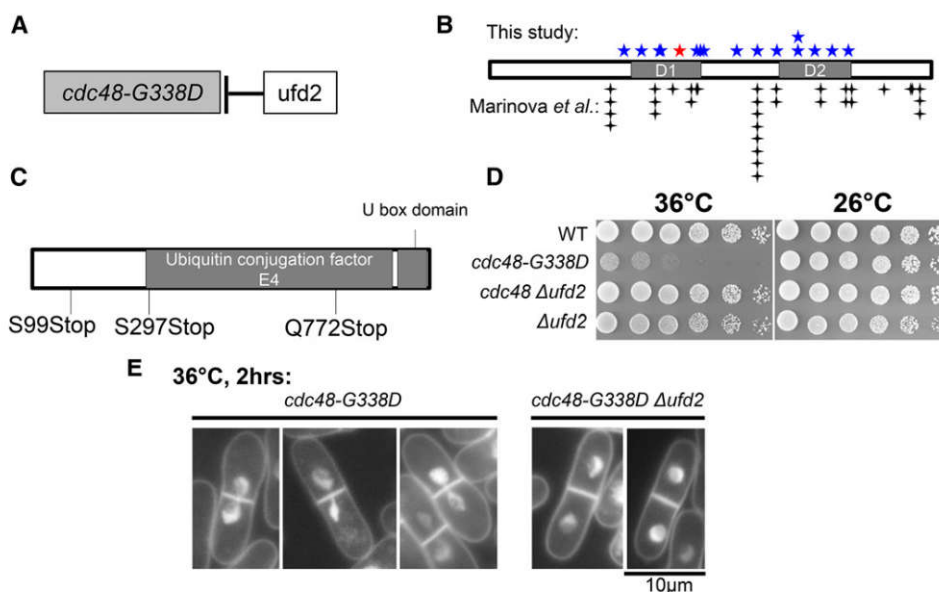 A
cdc48-G338D
ufd2
B
This study:
D1
D2
Marinova et al.:
C
U box domain
Ubiquitin conjugation factor
E4
S99Stop
S297Stop
Q772Stop
D
36°C
26°C
WT
cdc48-G338D
cdc48 Δufd2
Δufd2
E
36°C, 2hrs:
cdc48-G338D
cdc48-G338D Δufd2
10μm